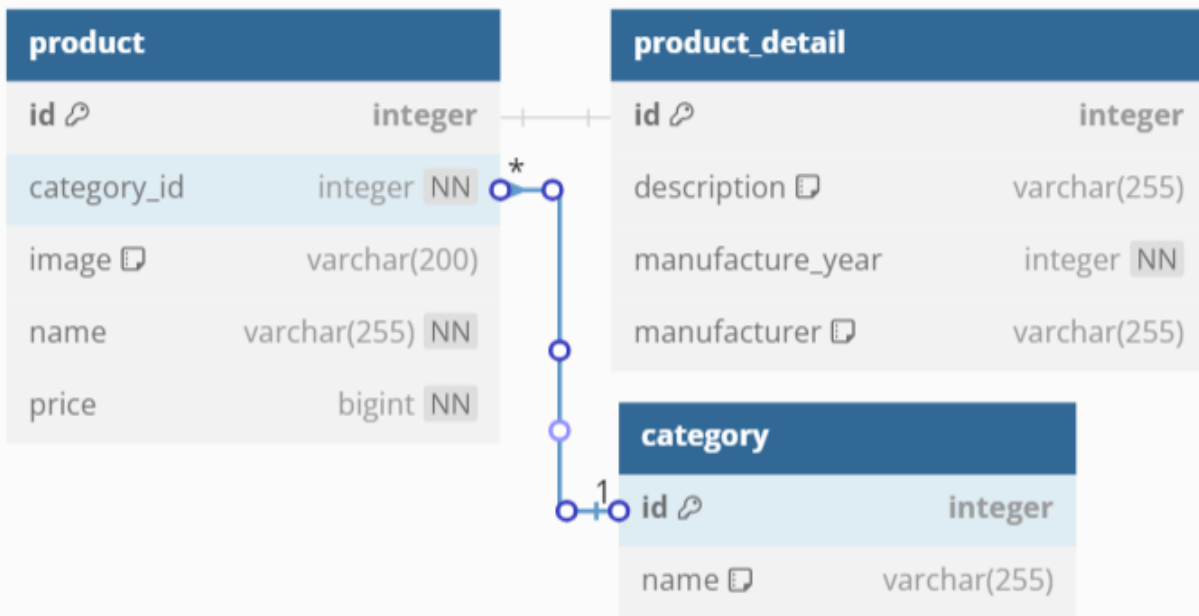 product
id integer
category_id integer NN
image varchar(200)
name varchar(255) NN
price bigint NN
product_detail
id integer
description varchar(255)
manufacture_year integer NN
manufacturer varchar(255)
*
1
category
id integer
name varchar(255)